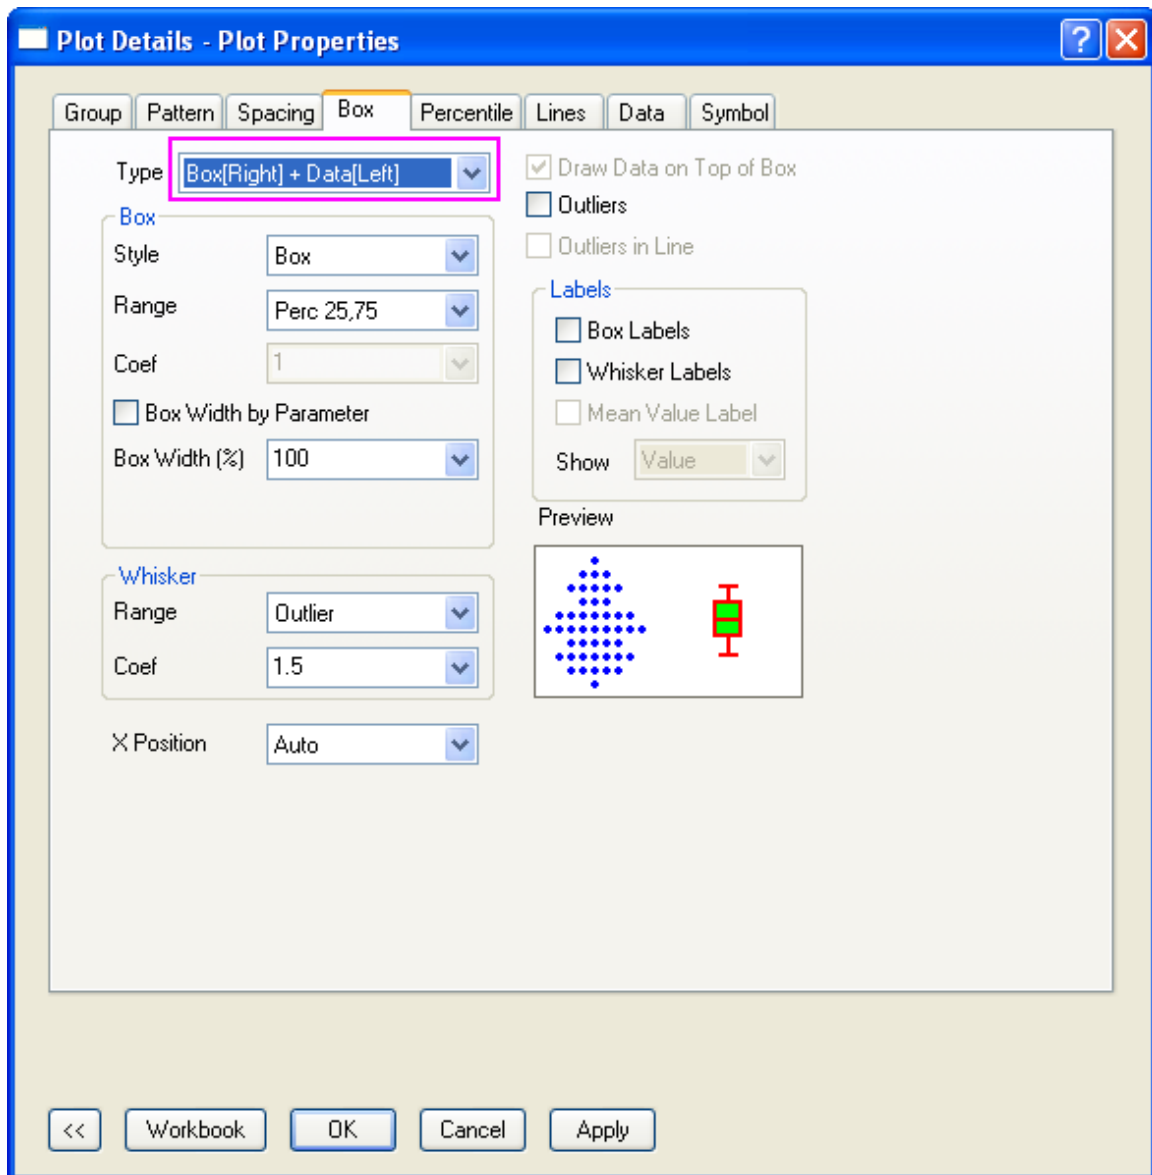 Plot Details - Plot Properties
Group Pattern Spacing Box Percentile Lines Data Symbol
Type Box[Right] + Data[Left]
Draw Data on Top of Box
Outliers
Outliers in Line
Box
Style Box
Range Perc 25,75
Coef 1
Box Width by Parameter
Box Width (%) 100
Labels
Box Labels
Whisker Labels
Mean Value Label
Show Value
Preview
Whisker
Range Outlier
Coef 1.5
X Position Auto
<< Workbook OK Cancel Apply